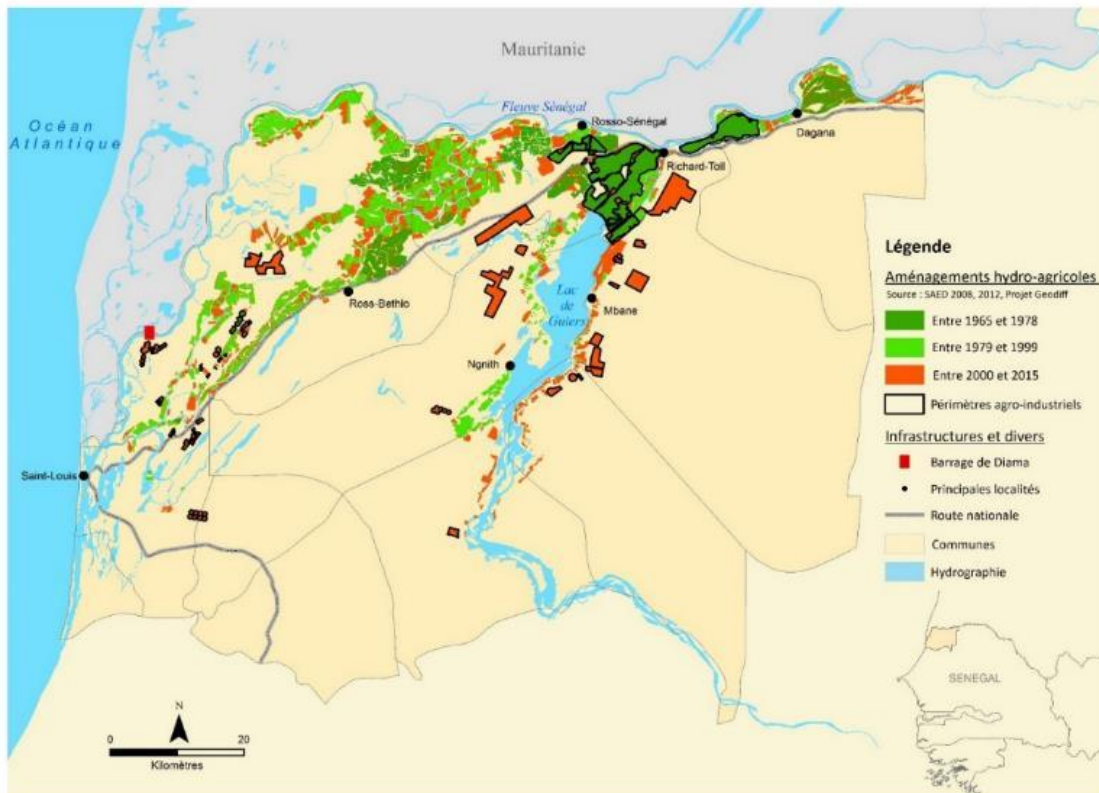 Mauritanie
Océan
Atlantique
Fleuve Sénégal
Rosso-Sénégal
Dagana
Richard-Toll
Ross-Bethio
Lac
de
Guiers
Mbane
Ngnith
Saint-Louis
Légende
Aménagements hydro-agricoles
Source : SAED 2008, 2012, Projet Geodiff
Entre 1965 et 1978
Entre 1979 et 1999
Entre 2000 et 2015
Périmètres agro-industriels
Infrastructures et divers
Barrage de Diama
Principales localités
Route nationale
Communes
Hydrographie
SENEGAL
N
0 20
Kilomètres